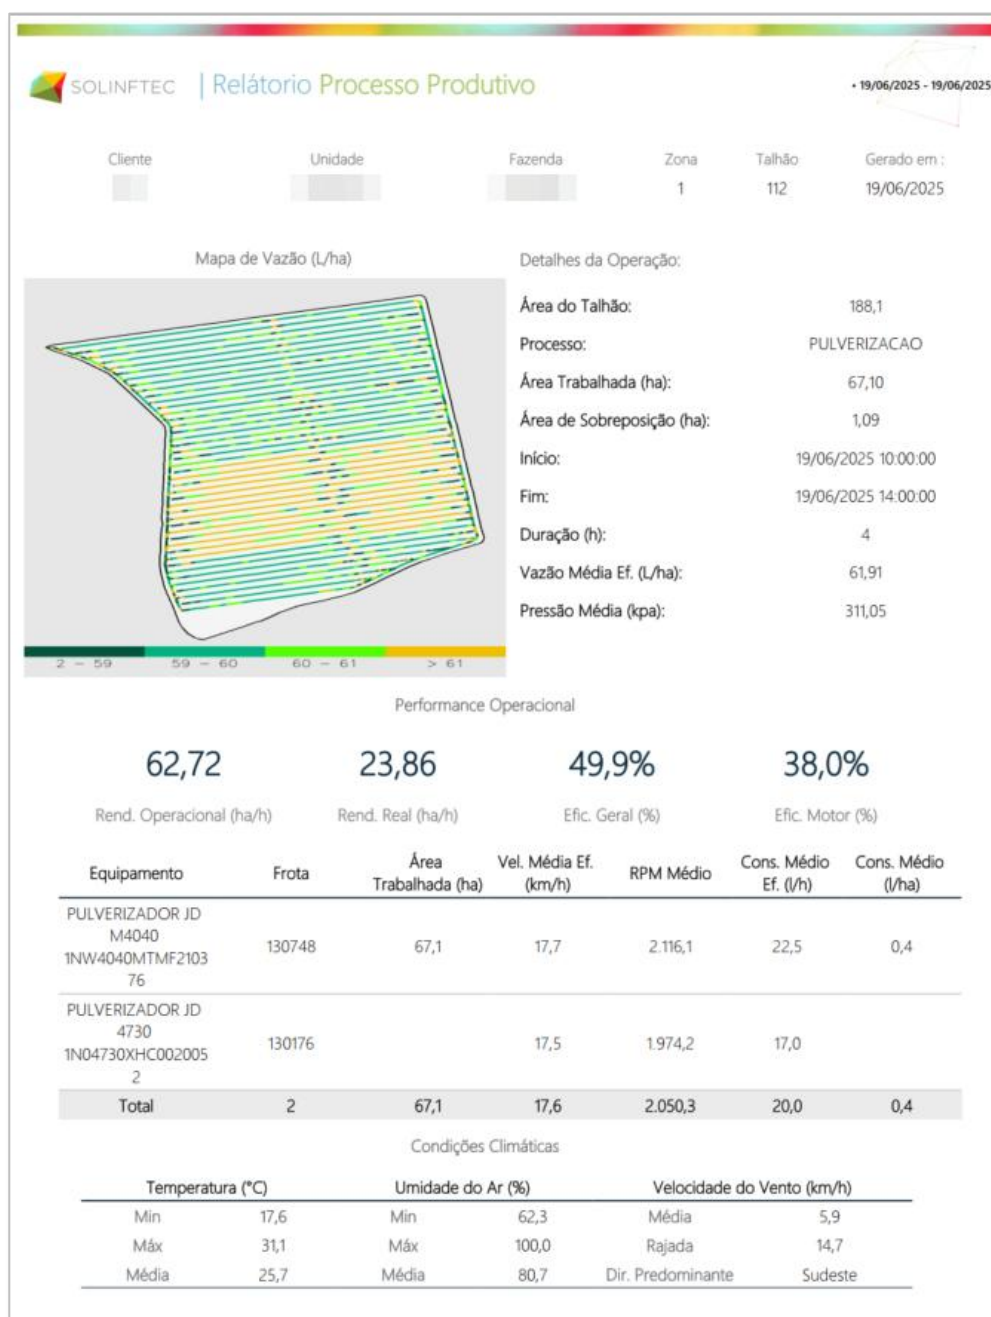 SOLINFTEC | Relátorio Processo Produtivo
• 19/06/2025 - 19/06/2025
Cliente Unidade Fazenda Zona Talhão Gerado em :
1 112 19/06/2025
Mapa de Vazão (L/ha)
2 - 59 59 - 60 60 - 61 > 61
Detalhes da Operação:
Área do Talhão: 188,1
Processo: PULVERIZACAO
Área Trabalhada (ha): 67,10
Área de Sobreposição (ha): 1,09
Início: 19/06/2025 10:00:00
Fim: 19/06/2025 14:00:00
Duração (h): 4
Vazão Média Ef. (L/ha): 61,91
Pressão Média (kpa): 311,05
Performance Operacional
62,72 23,86 49,9% 38,0%
Rend. Operacional (ha/h) Rend. Real (ha/h) Efic. Geral (%) Efic. Motor (%)
Equipamento Frota Área Trabalhada (ha) Vel. Média Ef. (km/h) RPM Médio Cons. Médio Ef. (l/h) Cons. Médio (l/ha)
PULVERIZADOR JD
M4040
1NW4040MTMF2103
76
130748 67,1 17,7 2.116,1 22,5 0,4
PULVERIZADOR JD
4730
1N04730XHC002005
2
130176 17,5 1.974,2 17,0
Total 2 67,1 17,6 2.050,3 20,0 0,4
Condições Climáticas
Temperatura (°C) Umidade do Ar (%) Velocidade do Vento (km/h)
Min 17,6 Min 62,3 Média 5,9
Máx 31,1 Máx 100,0 Rajada 14,7
Média 25,7 Média 80,7 Dir. Predominante Sudeste